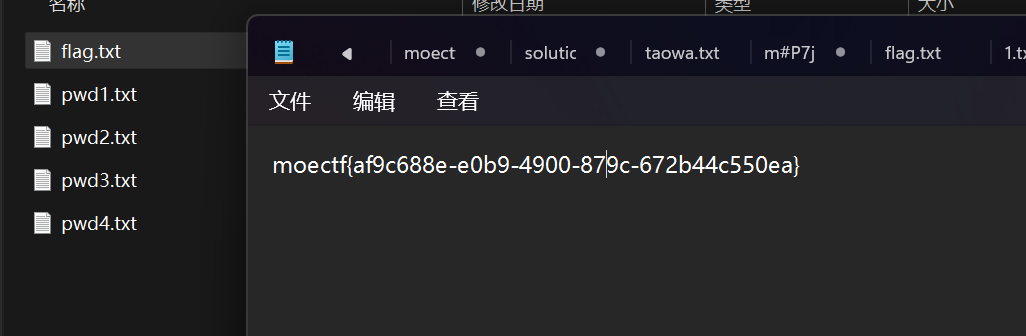 名称 修改日期 类型 大小
flag.txt
pwd1.txt
pwd2.txt
pwd3.txt
pwd4.txt
moect solutic taowa.txt m#P7j flag.txt 1.tx
文件 编辑 查看
moectf{af9c688e-e0b9-4900-879c-672b44c550ea}